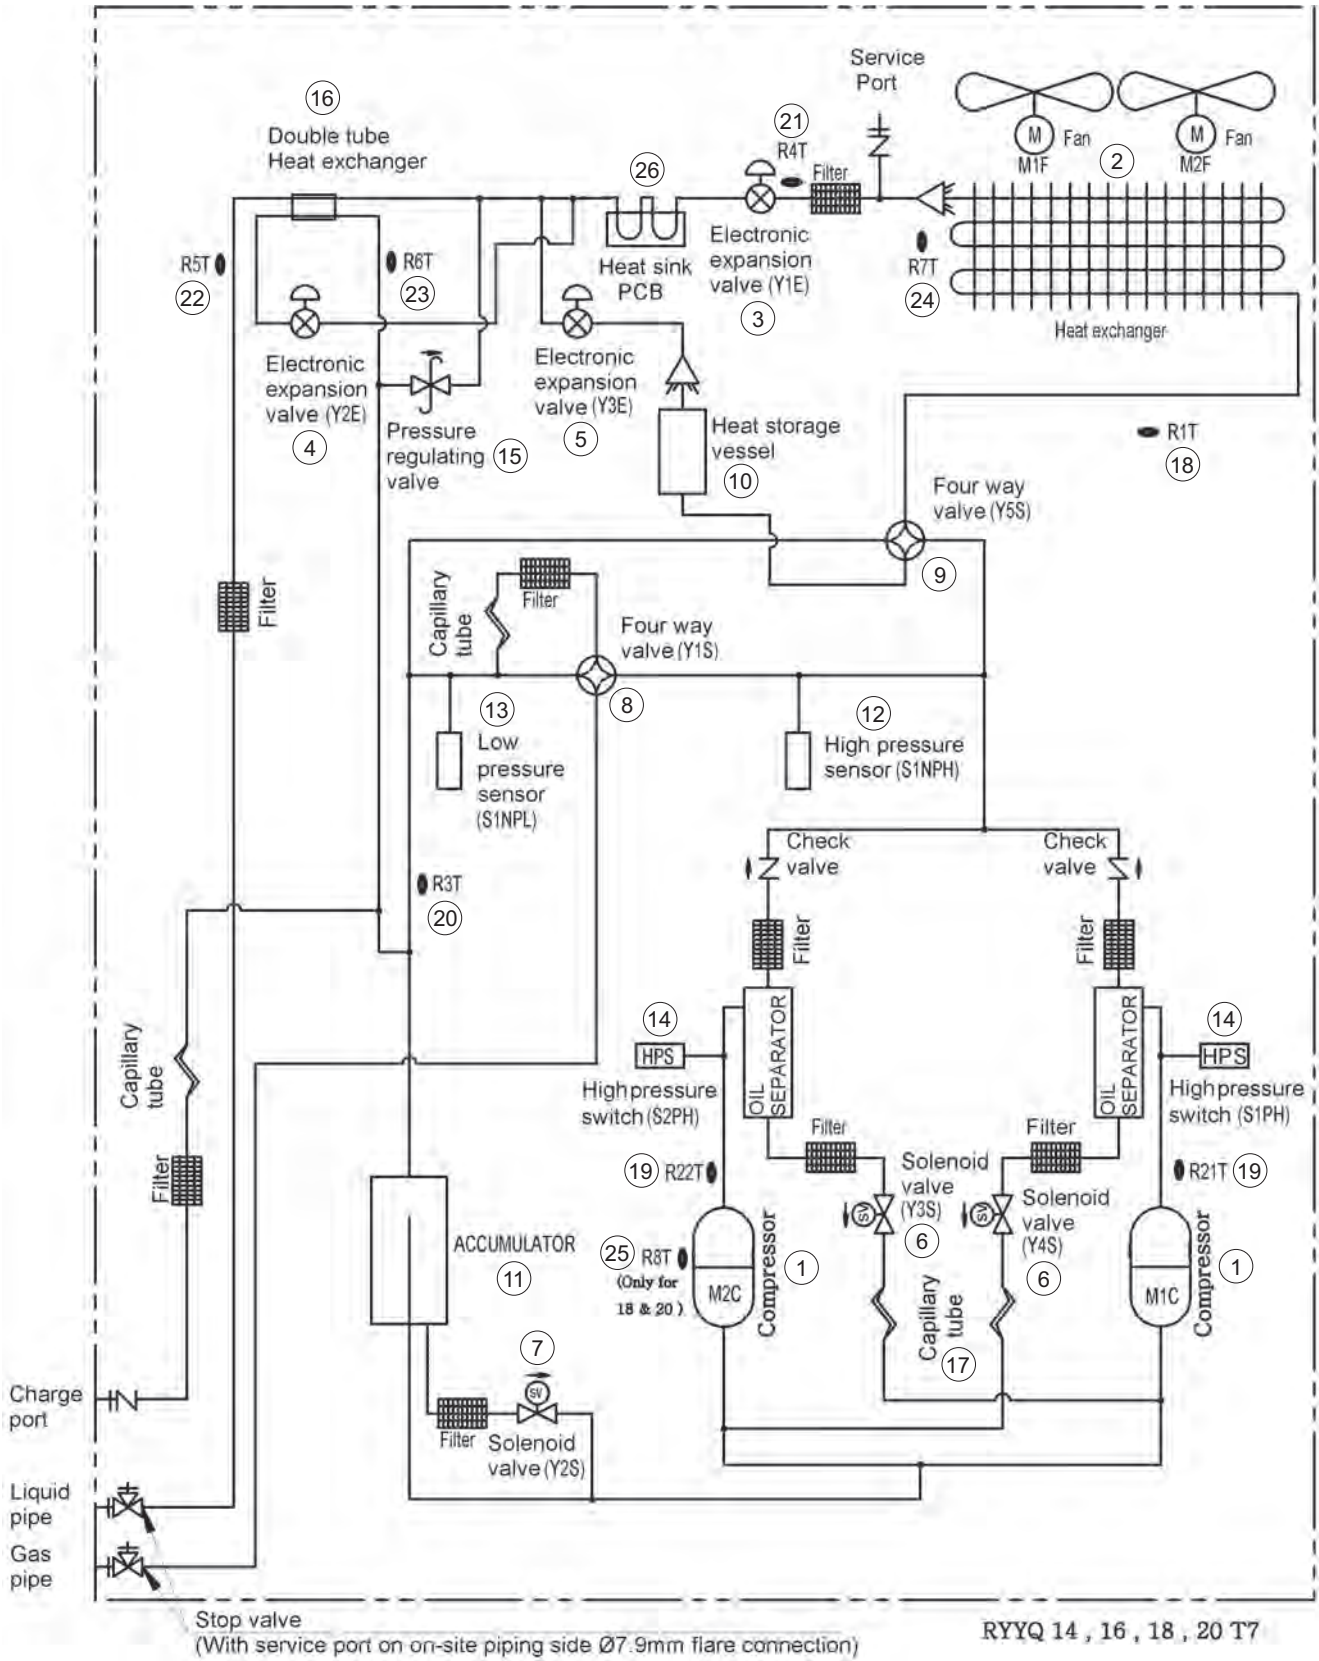 Service
Port
16
Double tube
Heat exchanger
21
R4T
Filter
26
M
Fan
M1F
2
M
Fan
M2F
R5T
22
R6T
23
Heat sink
PCB
Electronic
expansion
valve (Y1E)
3
R7T
24
Heat exchanger
Electronic
expansion
valve (Y2E)
4
Electronic
expansion
valve (Y3E)
5
Pressure
regulating
valve
15
Heat storage
vessel
10
R1T
18
Four way
valve (Y5S)
9
Filter
Capillary
tube
Filter
Four way
valve (Y1S)
8
13
Low
pressure
sensor
(S1NPL)
12
High pressure
sensor (S1NPH)
Check
valve
Check
valve
R3T
20
Filter
Filter
OIL
SEPARATOR
OIL
SEPARATOR
14
HPS
High pressure
switch (S2PH)
14
HPS
High pressure
switch (S1PH)
Capillary
tube
Filter
Filter
Filter
19
R22T
Solenoid
valve
(Y3S)
6
Solenoid
valve
(Y4S)
6
R21T
19
SV
SV
ACCUMULATOR
11
25
R8T
(Only for
18 & 20 )
M2C
Compressor
1
Capillary
tube
17
M1C
Compressor
1
7
SV
Filter
Solenoid
valve (Y2S)
Charge
port
Liquid
pipe
Gas
pipe
Stop valve
(With service port on on-site piping side Ø7.9mm flare connection)
RYYQ 14 , 16 , 18 , 20 T7